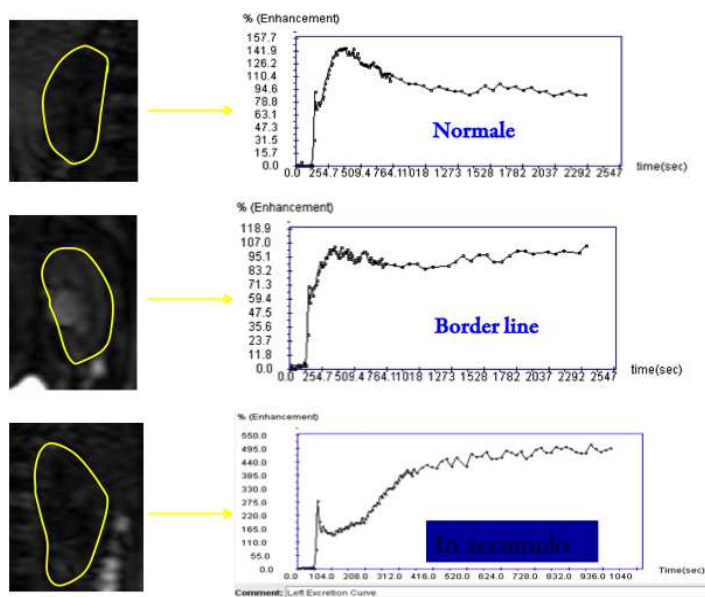 % (Enhancement)
157.7
141.9
126.2
110.4
94.6
78.8
63.1
47.3
31.5
15.7
0.0
Normale
time(sec)
0.0 254.7 509.4 764.1 1018 1273 1528 1782 2037 2292 2547
% (Enhancement)
118.9
107.0
95.1
83.2
71.3
59.4
47.5
35.6
23.7
11.8
0.0
Border line
time(sec)
0.0 254.7 509.4 764.1 1018 1273 1528 1782 2037 2292 2547
% (Enhancement)
550.0
495.0
440.0
385.0
330.0
275.0
220.0
165.0
110.0
55.0
0.0
In accumulo
Time(sec)
0.0 104.0 208.0 312.0 416.0 520.0 624.0 728.0 832.0 936.0 1040
Comment: Left Excretion Curve